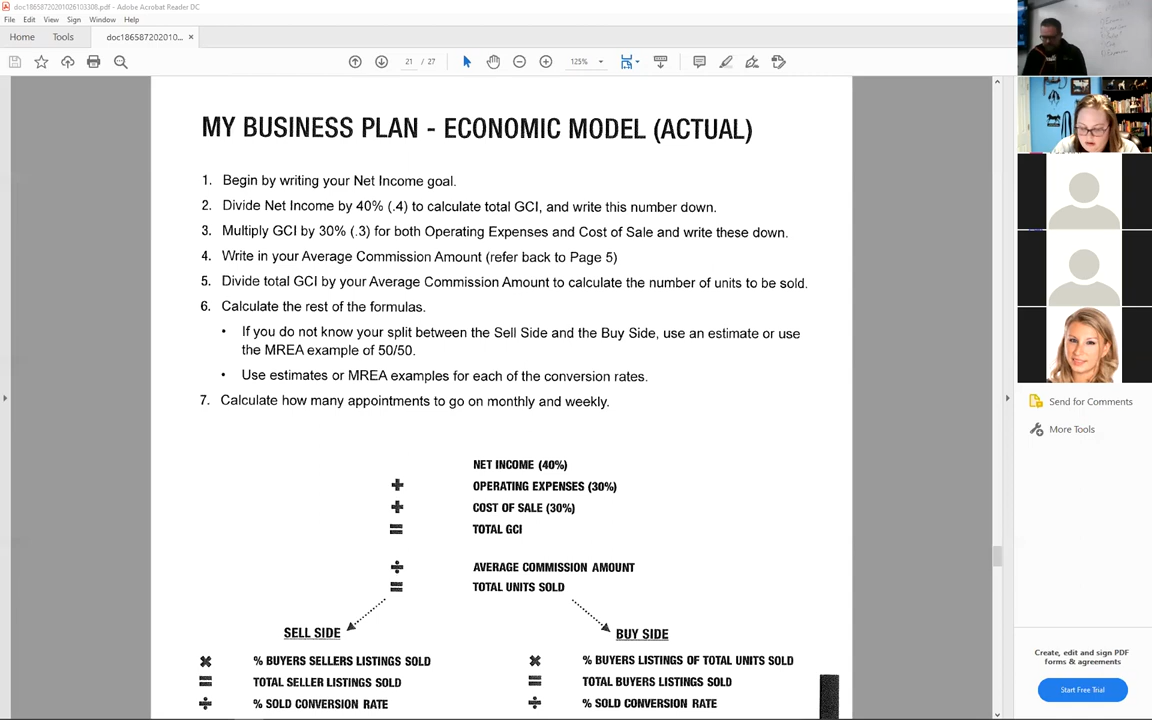 doc18658720201026103308.pdf - Adobe Acrobat Reader DC
File Edit View Sign Window Help
Home Tools doc186587202010... ×
21 / 27 125%
MY BUSINESS PLAN - ECONOMIC MODEL (ACTUAL)
1. Begin by writing your Net Income goal.
2. Divide Net Income by 40% (.4) to calculate total GCI, and write this number down.
3. Multiply GCI by 30% (.3) for both Operating Expenses and Cost of Sale and write these down.
4. Write in your Average Commission Amount (refer back to Page 5)
5. Divide total GCI by your Average Commission Amount to calculate the number of units to be sold.
6. Calculate the rest of the formulas.
• If you do not know your split between the Sell Side and the Buy Side, use an estimate or use
the MREA example of 50/50.
• Use estimates or MREA examples for each of the conversion rates.
7. Calculate how many appointments to go on monthly and weekly.
NET INCOME (40%)
+ OPERATING EXPENSES (30%)
+ COST OF SALE (30%)
= TOTAL GCI
÷ AVERAGE COMMISSION AMOUNT
= TOTAL UNITS SOLD
SELL SIDE
× % BUYERS SELLERS LISTINGS SOLD
= TOTAL SELLER LISTINGS SOLD
÷ % SOLD CONVERSION RATE
BUY SIDE
× % BUYERS LISTINGS OF TOTAL UNITS SOLD
= TOTAL BUYERS LISTINGS SOLD
÷ % SOLD CONVERSION RATE
Send for Comments
More Tools
Create, edit and sign PDF
forms & agreements
Start Free Trial